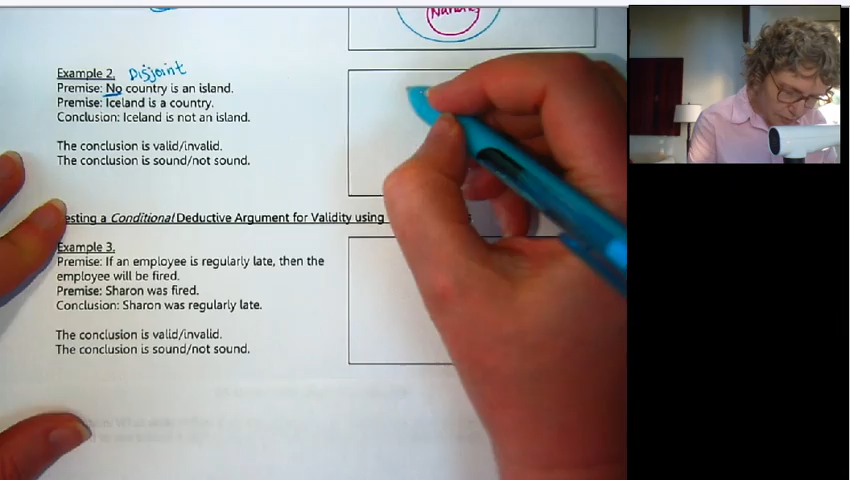 Example 2. Disjoint
Premise: No country is an island.
Premise: Iceland is a country.
Conclusion: Iceland is not an island.
The conclusion is valid/invalid.
The conclusion is sound/not sound.
esting a Conditional Deductive Argument for Validity using
Example 3.
Premise: If an employee is regularly late, then the
employee will be fired.
Premise: Sharon was fired.
Conclusion: Sharon was regularly late.
The conclusion is valid/invalid.
The conclusion is sound/not sound.